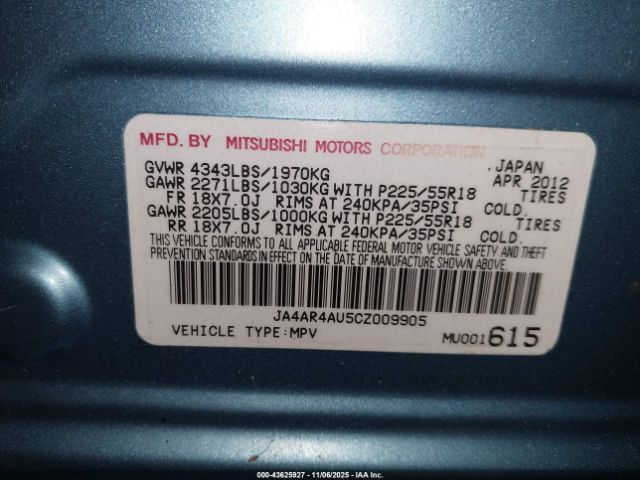 MFD. BY MITSUBISHI MOTORS CORPORATION, JAPAN
GVWR 4343LBS/1970KG APR 2012
GAWR 2271LBS/1030KG WITH P225/55R18 TIRES
FR 18X7.0J RIMS AT 240KPA/35PSI COLD.
GAWR 2205LBS/1000KG WITH P225/55R18 TIRES
RR 18X7.0J RIMS AT 240KPA/35PSI COLD.
THIS VEHICLE CONFORMS TO ALL APPLICABLE FEDERAL MOTOR VEHICLE SAFETY AND THEFT
PREVENTION STANDARDS IN EFFECT ON THE DATE OF MANUFACTURE SHOWN ABOVE.
JA4AR4AU5CZ009905
VEHICLE TYPE:MPV MU001615
000-43625927 - 11/06/2025 - IAA Inc.